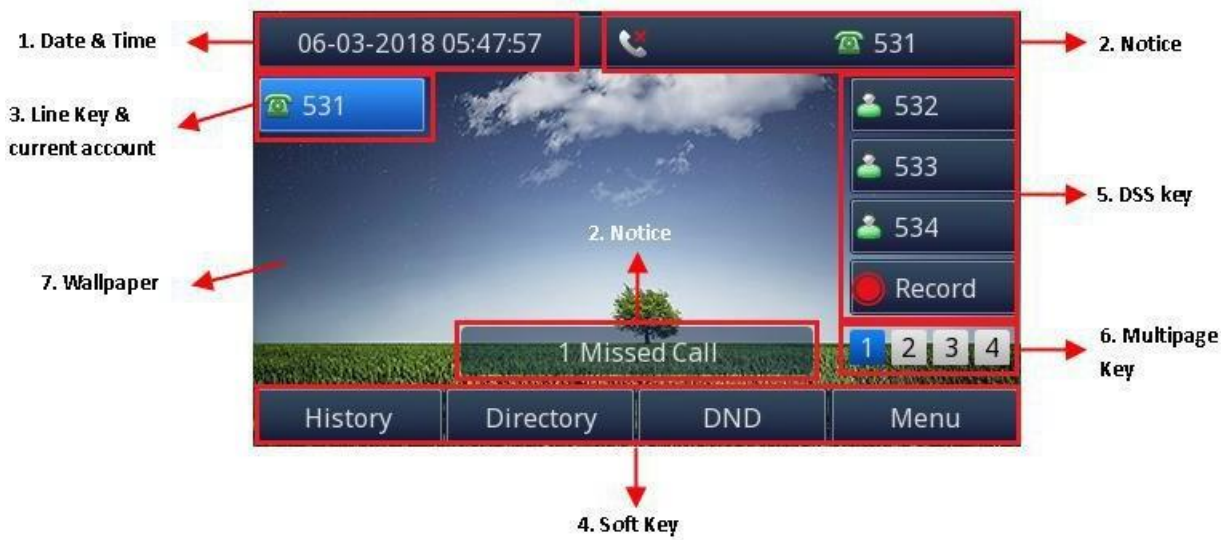 1. Date & Time
06-03-2018 05:47:57
531
2. Notice
3. Line Key &
current account
531
532
533
534
Record
5. DSS key
2. Notice
7. Wallpaper
1 Missed Call
1 2 3 4
6. Multipage
Key
History Directory DND Menu
4. Soft Key